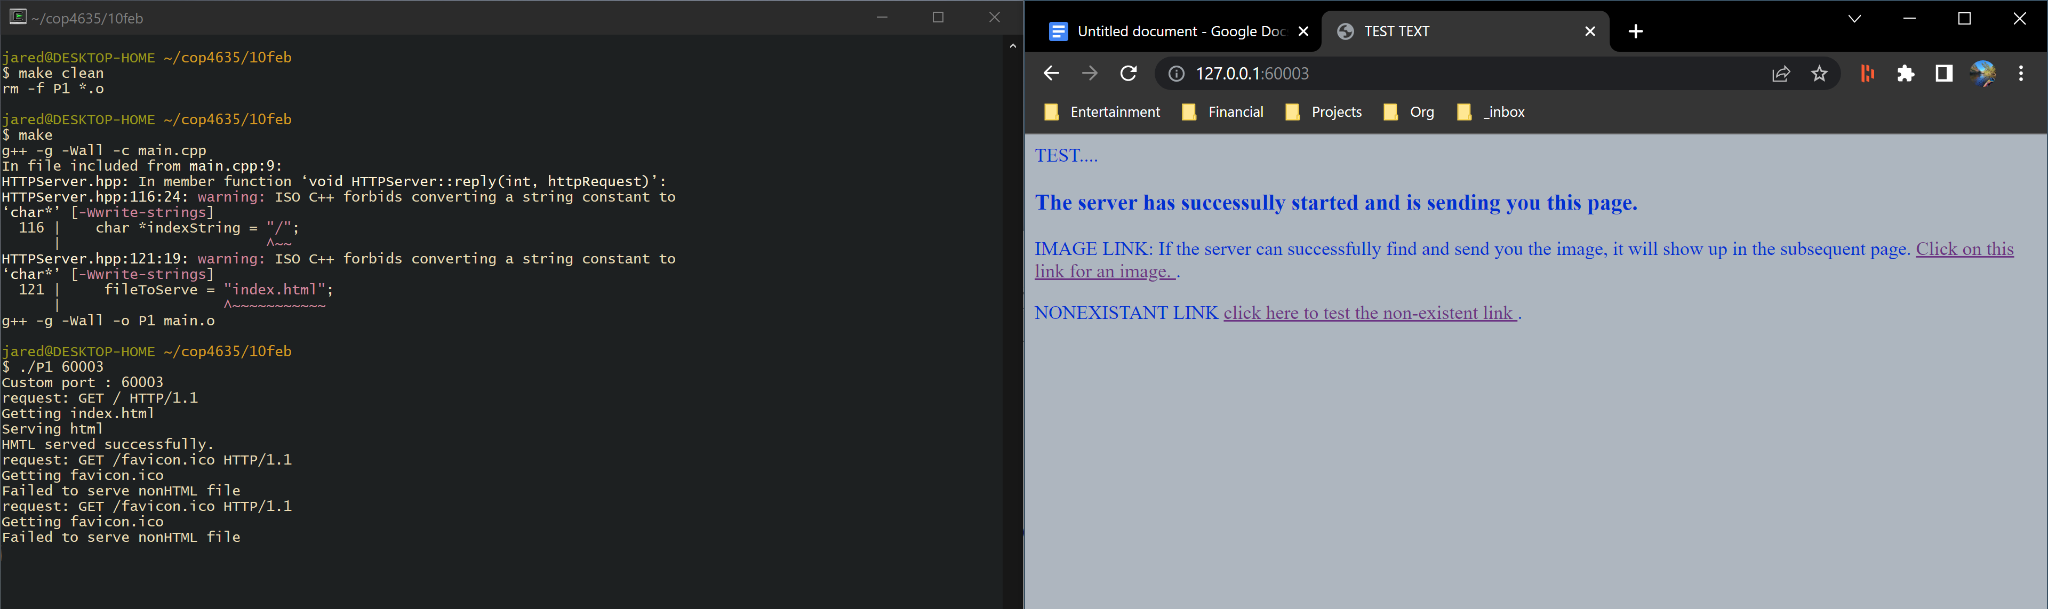 ~/cop4635/10feb
jared@DESKTOP-HOME ~/cop4635/10feb
$ make clean
rm -f P1 *.o
jared@DESKTOP-HOME ~/cop4635/10feb
$ make
g++ -g -Wall -c main.cpp
In file included from main.cpp:9:
HTTPServer.hpp: In member function ‘void HTTPServer::reply(int, httpRequest)’:
HTTPServer.hpp:116:24: warning: ISO C++ forbids converting a string constant to
‘char*’ [-Wwrite-strings]
  116 |    char *indexString = "/";
      |                        ^~~
HTTPServer.hpp:121:19: warning: ISO C++ forbids converting a string constant to
‘char*’ [-Wwrite-strings]
  121 |     fileToServe = "index.html";
      |                   ^~~~~~~~~~~~
g++ -g -Wall -o P1 main.o
jared@DESKTOP-HOME ~/cop4635/10feb
$ ./P1 60003
Custom port : 60003
request: GET / HTTP/1.1
Getting index.html
Serving html
HMTL served successfully.
request: GET /favicon.ico HTTP/1.1
Getting favicon.ico
Failed to serve nonHTML file
request: GET /favicon.ico HTTP/1.1
Getting favicon.ico
Failed to serve nonHTML file
Untitled document - Google Doc
TEST TEXT
127.0.0.1:60003
Entertainment Financial Projects Org _inbox
TEST....
The server has successully started and is sending you this page.
IMAGE LINK: If the server can successfully find and send you the image, it will show up in the subsequent page. Click on this
link for an image. .
NONEXISTANT LINK click here to test the non-existent link .